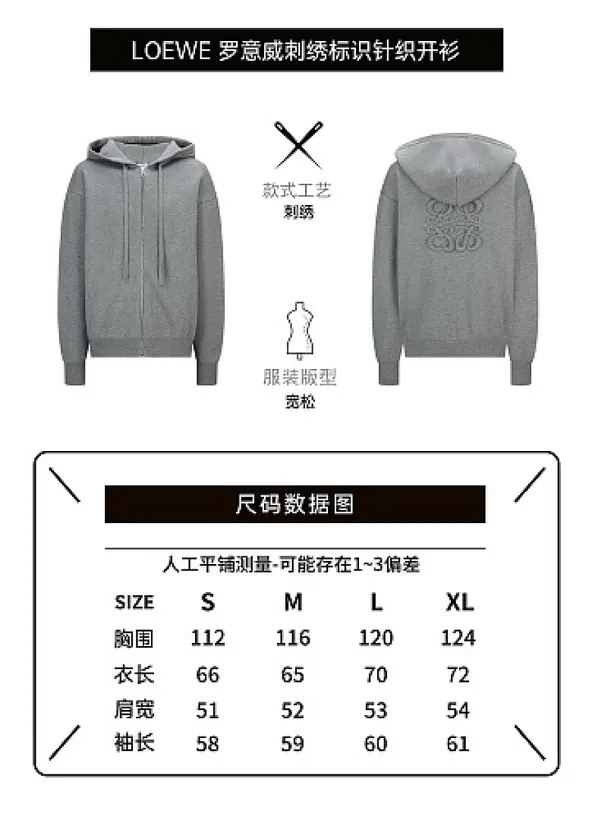 LOEWE 罗意威刺绣标识针织开衫
款式工艺
刺绣
服装版型
宽松
尺码数据图
人工平铺测量-可能存在1~3偏差
SIZE S M L XL
胸围 112 116 120 124
衣长 66 65 70 72
肩宽 51 52 53 54
袖长 58 59 60 61